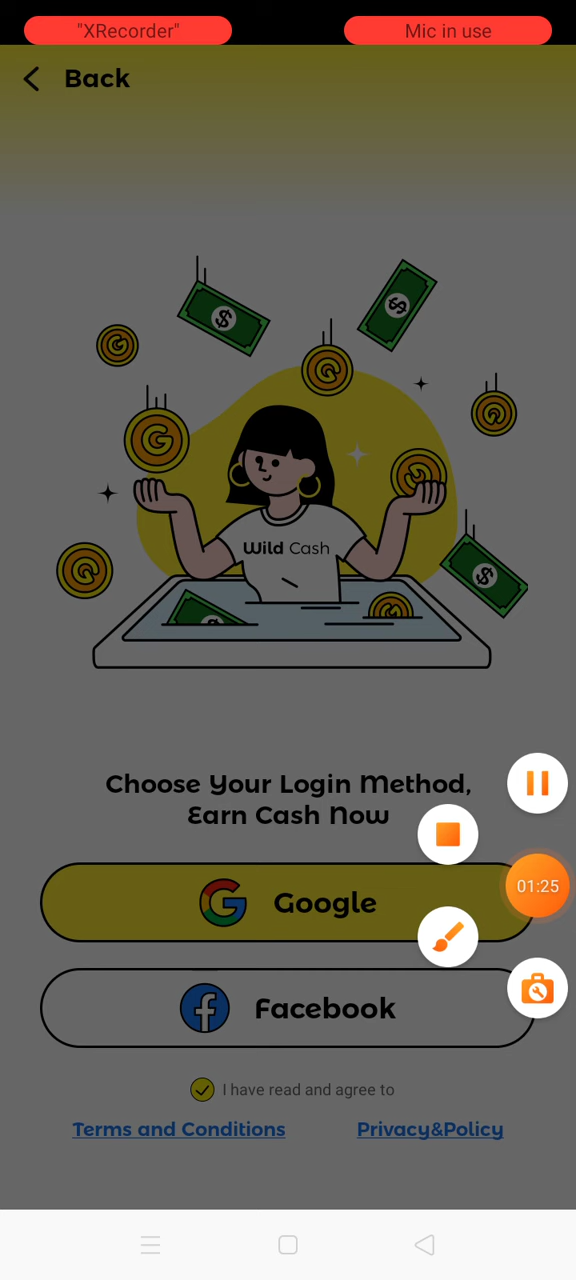 "XRecorder"
Mic in use
Back
Wild Cash
Choose Your Login Method,
Earn Cash Now
01:25
Google
Facebook
I have read and agree to
Terms and Conditions
Privacy&Policy